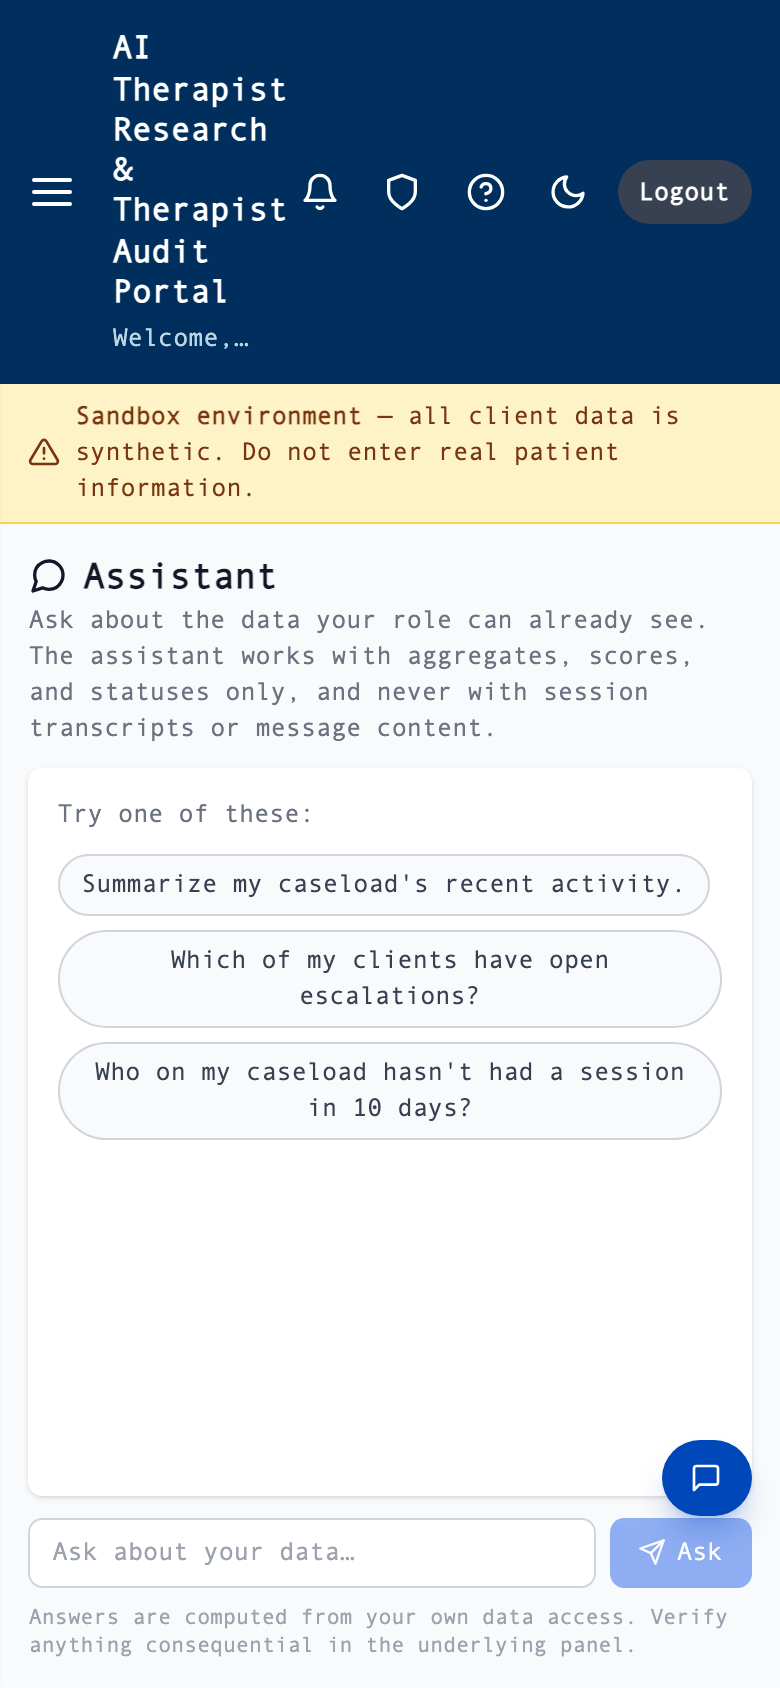 AI
Therapist
Research
&
Therapist
Audit
Portal
Welcome,…
Logout
Sandbox environment — all client data is
synthetic. Do not enter real patient
information.
Assistant
Ask about the data your role can already see.
The assistant works with aggregates, scores,
and statuses only, and never with session
transcripts or message content.
Try one of these:
Summarize my caseload's recent activity.
Which of my clients have open
escalations?
Who on my caseload hasn't had a session
in 10 days?
Ask about your data…
Ask
Answers are computed from your own data access. Verify
anything consequential in the underlying panel.